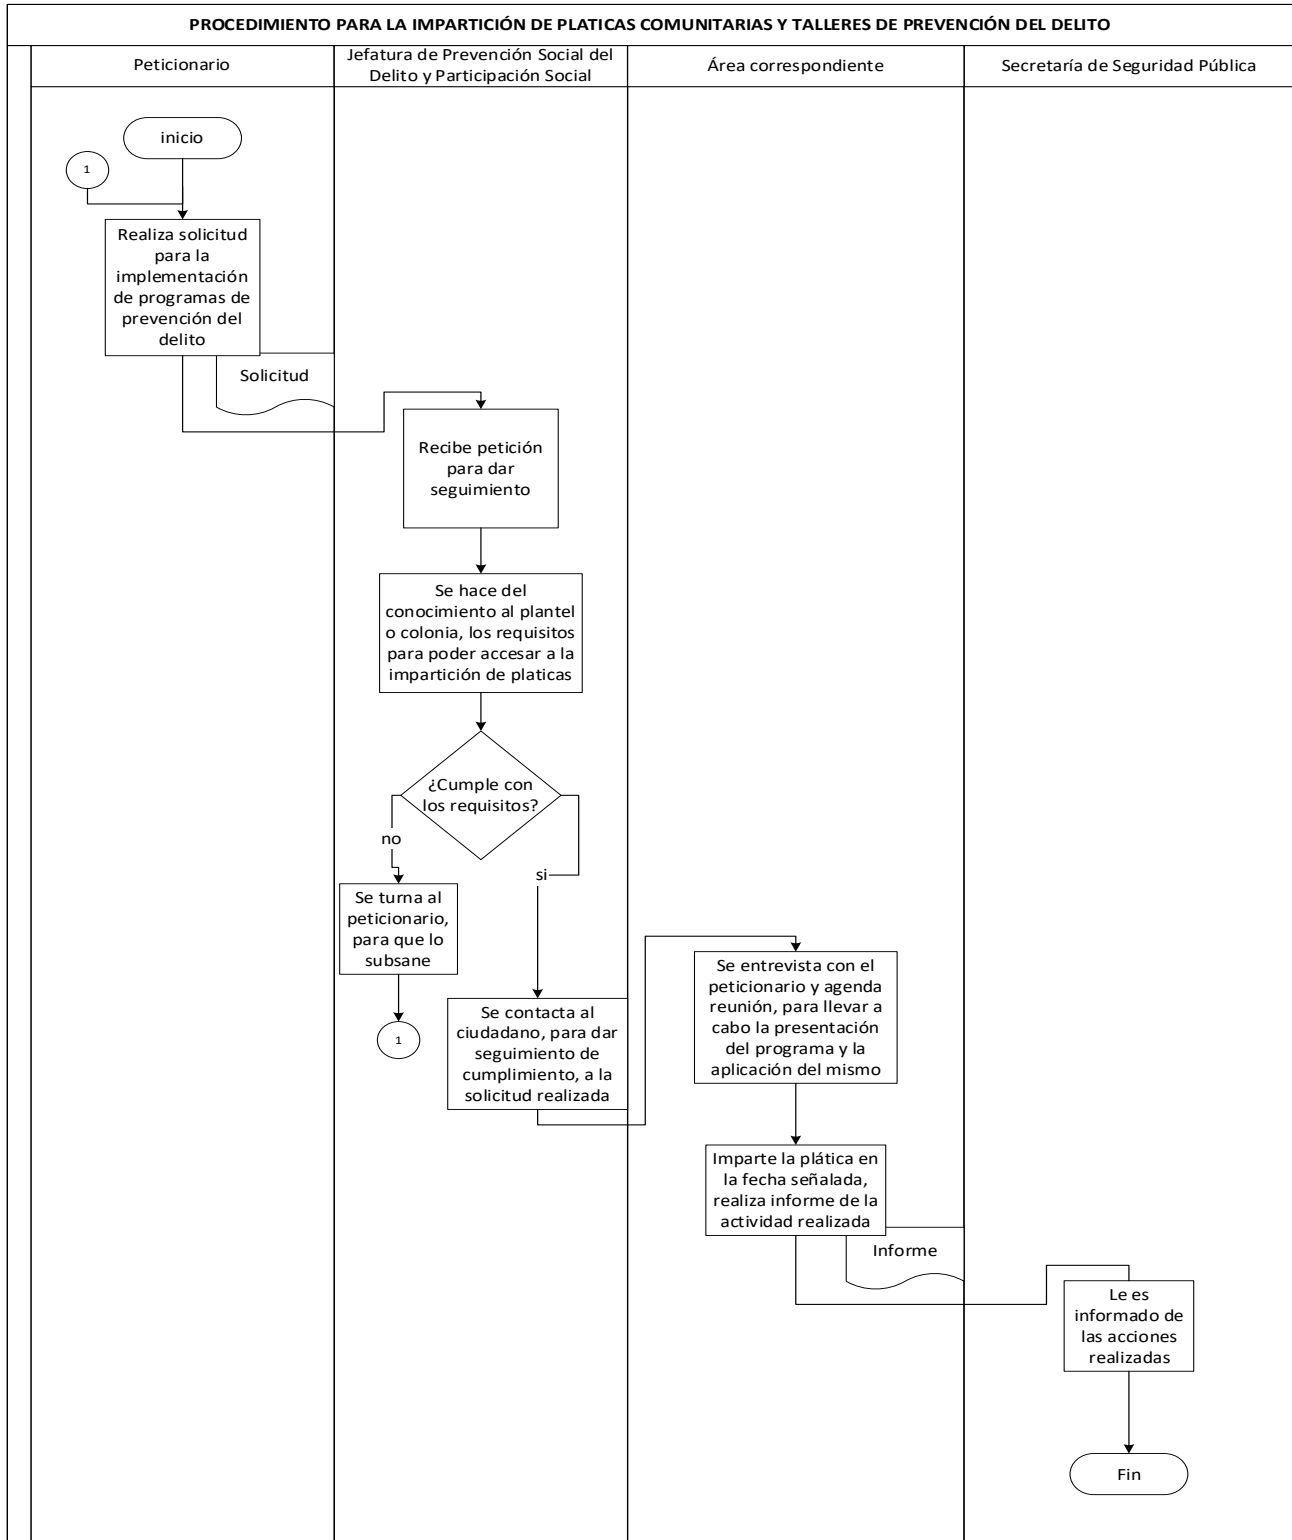 PROCEDIMIENTO PARA LA IMPARTICIÓN DE PLATICAS COMUNITARIAS Y TALLERES DE PREVENCIÓN DEL DELITO
Peticionario
Jefatura de Prevención Social del
Delito y Participación Social
Área correspondiente
Secretaría de Seguridad Pública
inicio
1
Realiza solicitud
para la
implementación
de programas de
prevención del
delito
Solicitud
Recibe petición
para dar
seguimiento
Se hace del
conocimiento al plantel
o colonia, los requisitos
para poder accesar a la
impartición de platicas
¿Cumple con
los requisitos?
no
si
Se turna al
peticionario,
para que lo
subsane
1
Se contacta al
ciudadano, para dar
seguimiento de
cumplimiento, a la
solicitud realizada
Se entrevista con el
peticionario y agenda
reunión, para llevar a
cabo la presentación
del programa y la
aplicación del mismo
Imparte la plática en
la fecha señalada,
realiza informe de la
actividad realizada
Informe
Le es
informado de
las acciones
realizadas
Fin